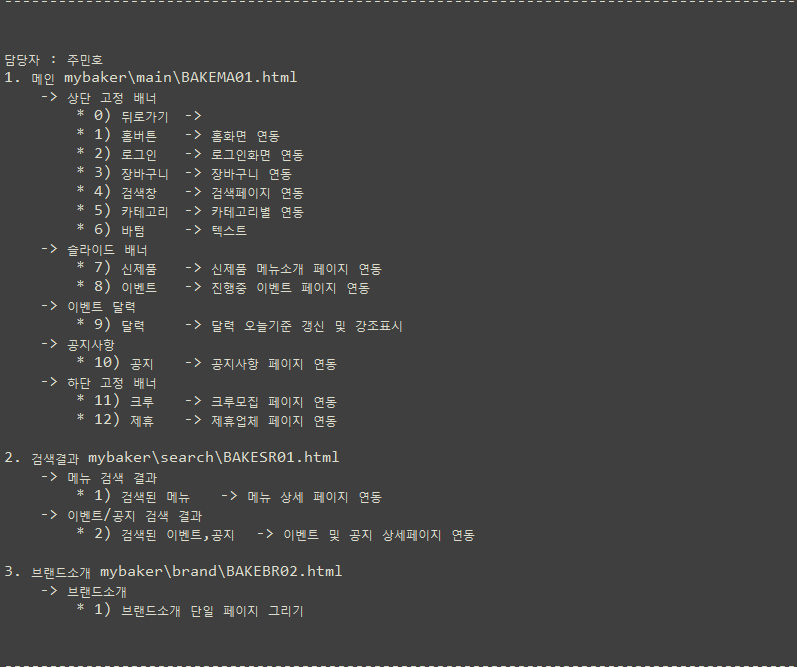 --------------------------------------------------------------------------------
담당자 : 주민호
1. 메인 mybaker\main\BAKEMA01.html
-> 상단 고정 배너
* 0) 뒤로가기 ->
* 1) 홈버튼 -> 홈화면 연동
* 2) 로그인 -> 로그인화면 연동
* 3) 장바구니 -> 장바구니 연동
* 4) 검색창 -> 검색페이지 연동
* 5) 카테고리 -> 카테고리별 연동
* 6) 바텀 -> 텍스트
-> 슬라이드 배너
* 7) 신제품 -> 신제품 메뉴소개 페이지 연동
* 8) 이벤트 -> 진행중 이벤트 페이지 연동
-> 이벤트 달력
* 9) 달력 -> 달력 오늘기준 갱신 및 강조표시
-> 공지사항
* 10) 공지 -> 공지사항 페이지 연동
-> 하단 고정 배너
* 11) 크루 -> 크루모집 페이지 연동
* 12) 제휴 -> 제휴업체 페이지 연동
2. 검색결과 mybaker\search\BAKESR01.html
-> 메뉴 검색 결과
* 1) 검색된 메뉴 -> 메뉴 상세 페이지 연동
-> 이벤트/공지 검색 결과
* 2) 검색된 이벤트,공지 -> 이벤트 및 공지 상세페이지 연동
3. 브랜드소개 mybaker\brand\BAKEBR02.html
-> 브랜드소개
* 1) 브랜드소개 단일 페이지 그리기
--------------------------------------------------------------------------------